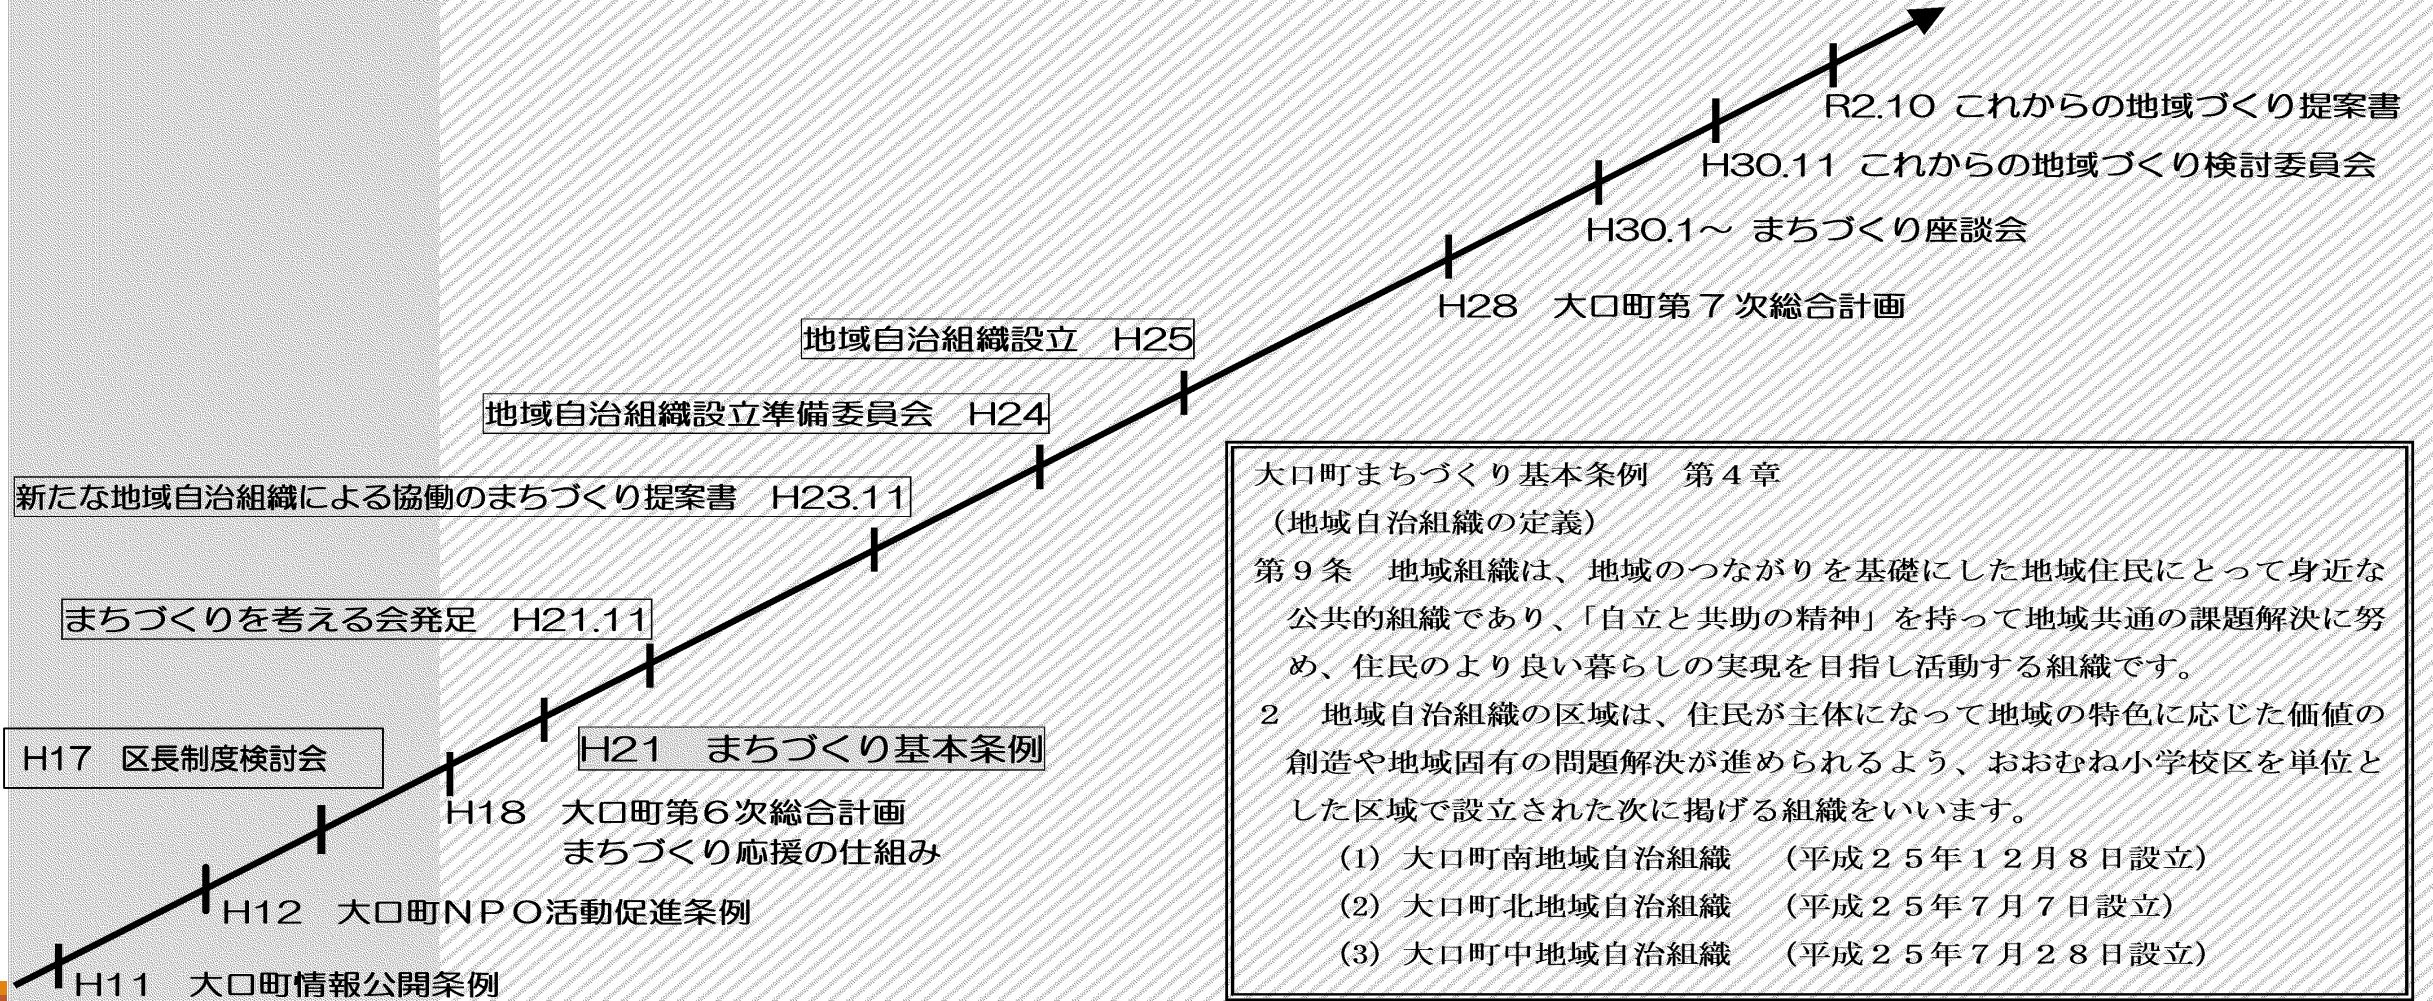 R2.10 これからの地域づくり提案書
H30.11 これからの地域づくり検討委員会
H30.1～ まちづくり座談会
H28　大口町第７次総合計画
地域自治組織設立　H25
地域自治組織設立準備委員会　H24
新たな地域自治組織による協働のまちづくり提案書　H23.11
まちづくりを考える会発足　H21.11
H21　まちづくり基本条例
H17　区長制度検討会
H18　大口町第６次総合計画
まちづくり応援の仕組み
H12　大口町ＮＰＯ活動促進条例
H11　大口町情報公開条例
大口町まちづくり基本条例　第４章
（地域自治組織の定義）
第９条　地域組織は、地域のつながりを基礎にした地域住民にとって身近な
公共的組織であり、「自立と共助の精神」を持って地域共通の課題解決に努
め、住民のより良い暮らしの実現を目指し活動する組織です。
２　地域自治組織の区域は、住民が主体になって地域の特色に応じた価値の
創造や地域固有の問題解決が進められるよう、おおむね小学校区を単位と
した区域で設立された次に掲げる組織をいいます。
(1) 大口町南地域自治組織　（平成２５年１２月８日設立）
(2) 大口町北地域自治組織　（平成２５年７月７日設立）
(3) 大口町中地域自治組織　（平成２５年７月２８日設立）